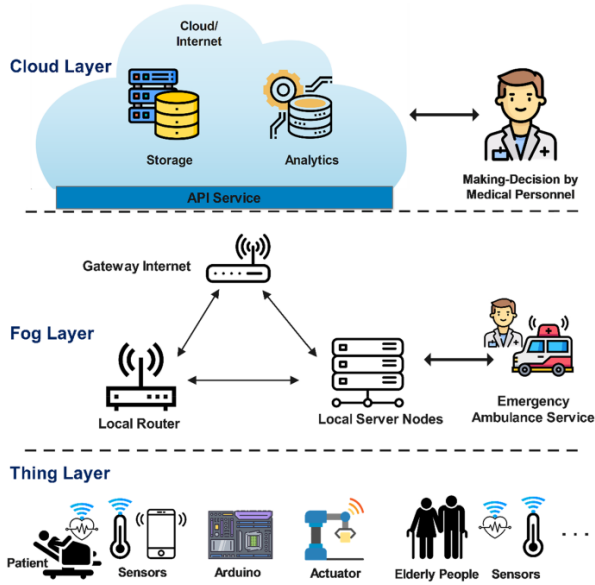 Cloud/
Internet
Cloud Layer
Storage
Analytics
Making-Decision by
Medical Personnel
API Service
Gateway Internet
Fog Layer
Local Router
Local Server Nodes
Emergency
Ambulance Service
Thing Layer
Patient
Sensors
Arduino
Actuator
Elderly People
Sensors
...